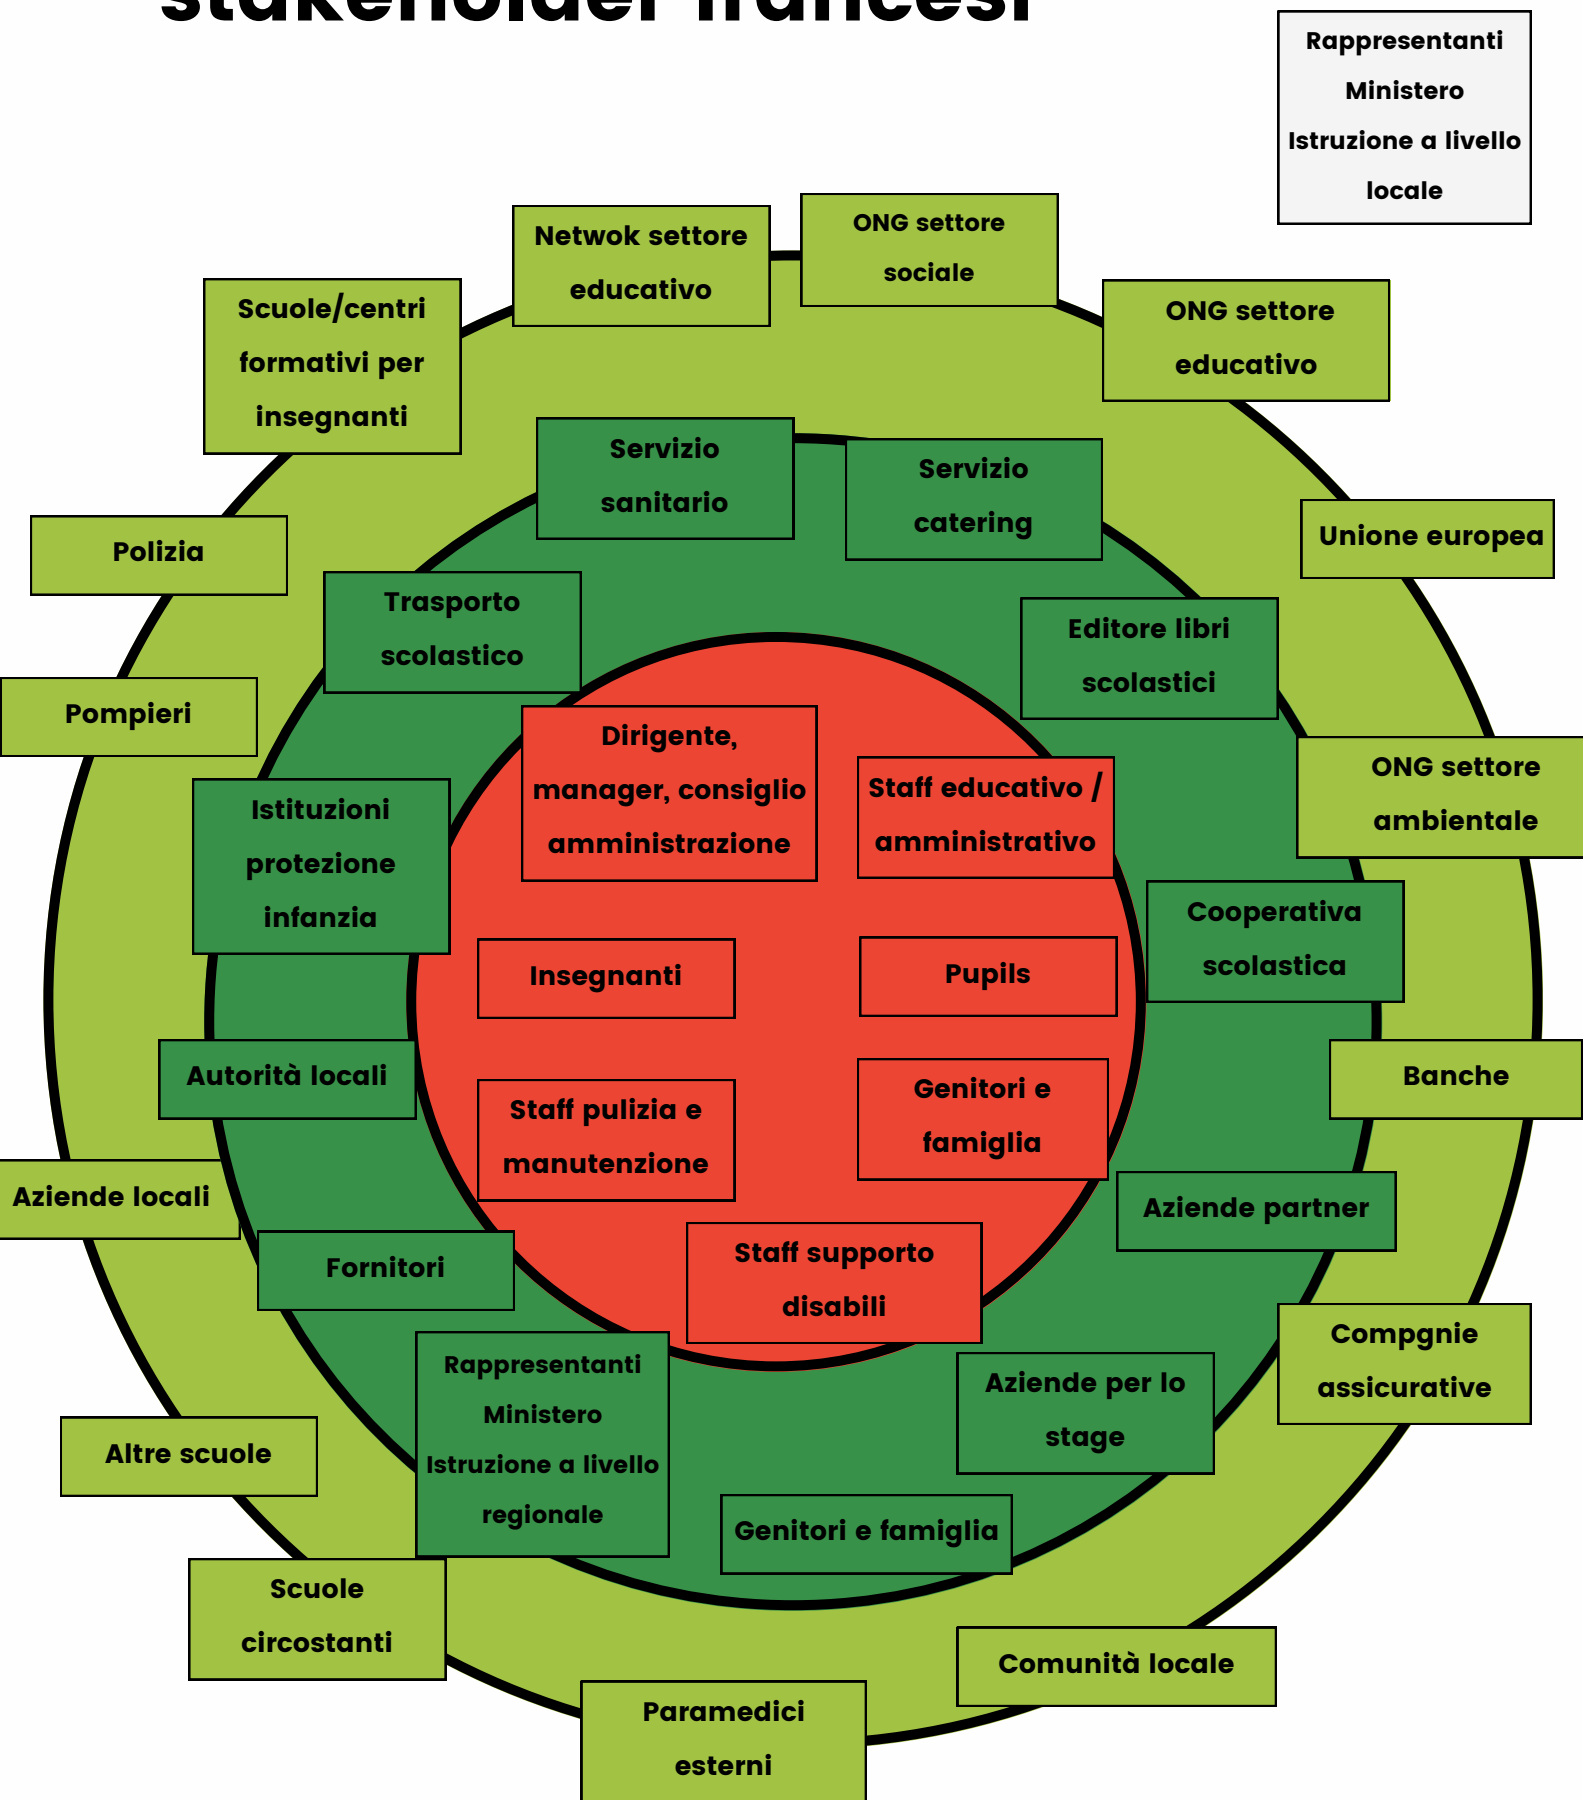 stakeholder francesi
Rappresentanti
Ministero
Istruzione a livello
locale
Netwok settore
educativo
ONG settore
sociale
Scuole/centri
formativi per
insegnanti
ONG settore
educativo
Servizio
sanitario
Servizio
catering
Polizia
Unione europea
Trasporto
scolastico
Editore libri
scolastici
Pompieri
Dirigente,
manager, consiglio
amministrazione
Staff educativo /
amministrativo
ONG settore
ambientale
Istituzioni
protezione
infanzia
Cooperativa
scolastica
Insegnanti
Pupils
Autorità locali
Banche
Staff pulizia e
manutenzione
Genitori e
famiglia
Aziende locali
Aziende partner
Fornitori
Staff supporto
disabili
Compgnie
assicurative
Rappresentanti
Ministero
Istruzione a livello
regionale
Aziende per lo
stage
Altre scuole
Genitori e famiglia
Scuole
circostanti
Comunità locale
Paramedici
esterni